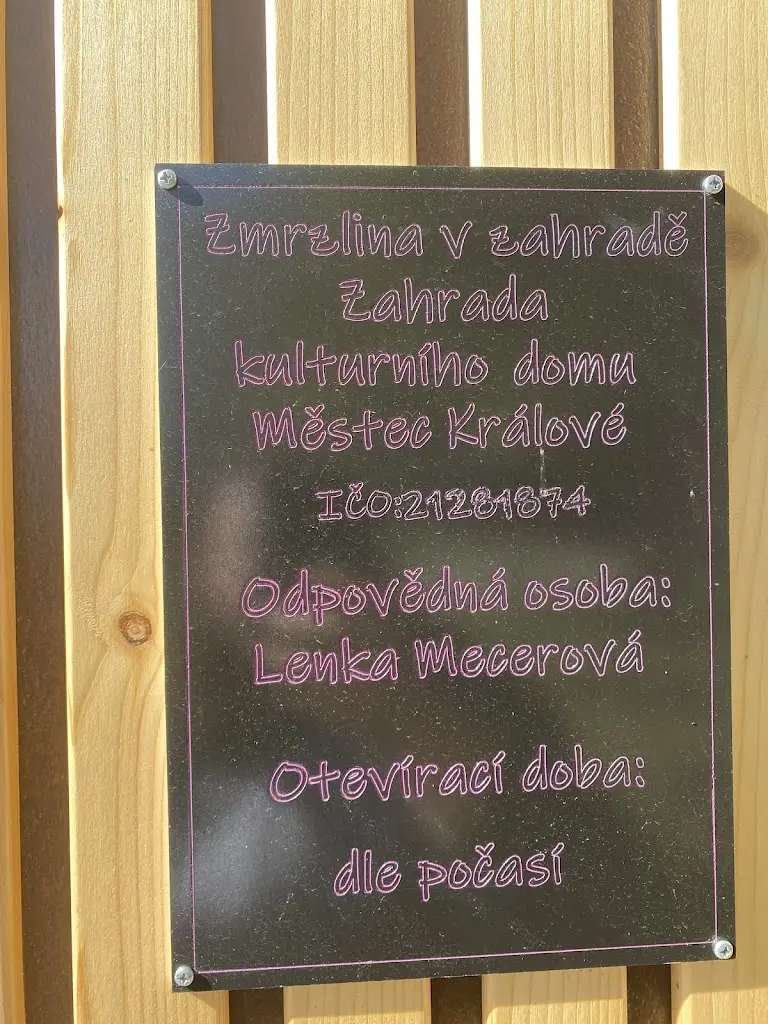 Zmrzlina v zahradě
Zahrada
kulturního domu
Městec Králové
IČO:21281874
Odpovědná osoba:
Lenka Mecerová
Otevírací doba:
dle počasí